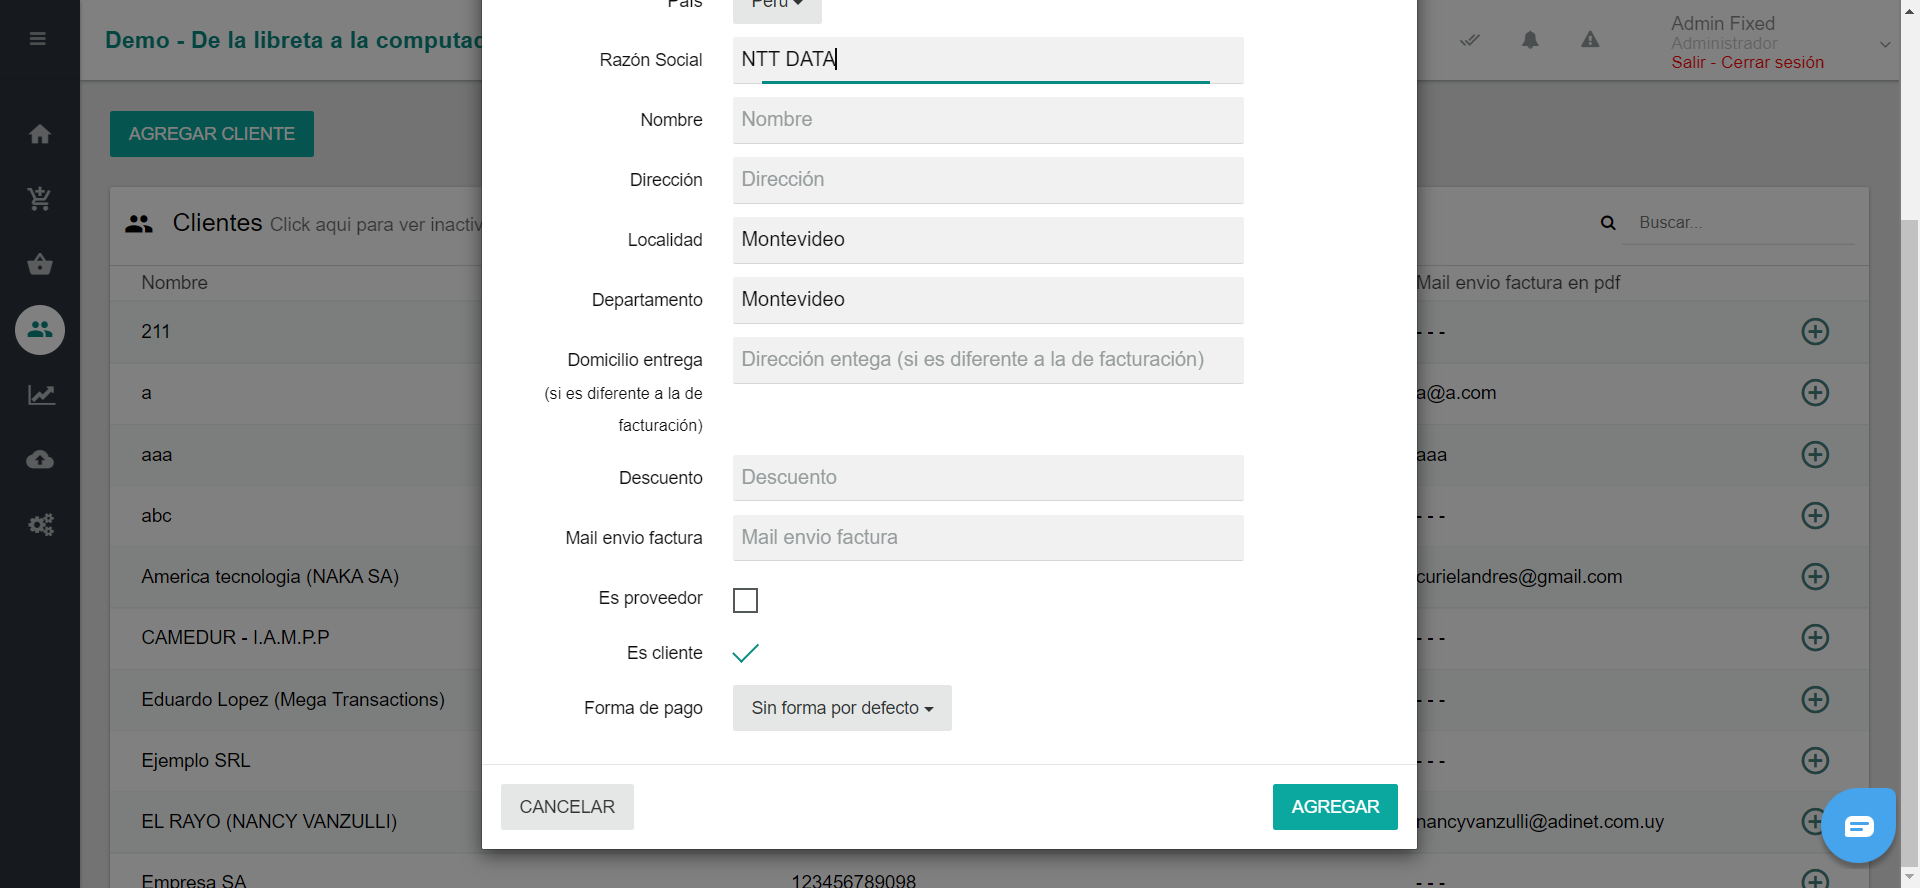 Demo - De la libreta a la computad
Admin Fixed
Administrador
Salir - Cerrar sesión
AGREGAR CLIENTE
Clientes Click aqui para ver inactiv
Buscar...
Nombre
Mail envio factura en pdf
211
- - -
a
a@a.com
aaa
aaa
abc
- - -
America tecnologia (NAKA SA)
curielandres@gmail.com
CAMEDUR - I.A.M.P.P
- - -
Eduardo Lopez (Mega Transactions)
- - -
Ejemplo SRL
- - -
EL RAYO (NANCY VANZULLI)
nancyvanzulli@adinet.com.uy
Empresa SA
123456789098
- - -
País
Perú
Razón Social
NTT DATA
Nombre
Nombre
Dirección
Dirección
Localidad
Montevideo
Departamento
Montevideo
Domicilio entrega
(si es diferente a la de
facturación)
Dirección entega (si es diferente a la de facturación)
Descuento
Descuento
Mail envio factura
Mail envio factura
Es proveedor
Es cliente
Forma de pago
Sin forma por defecto
CANCELAR
AGREGAR